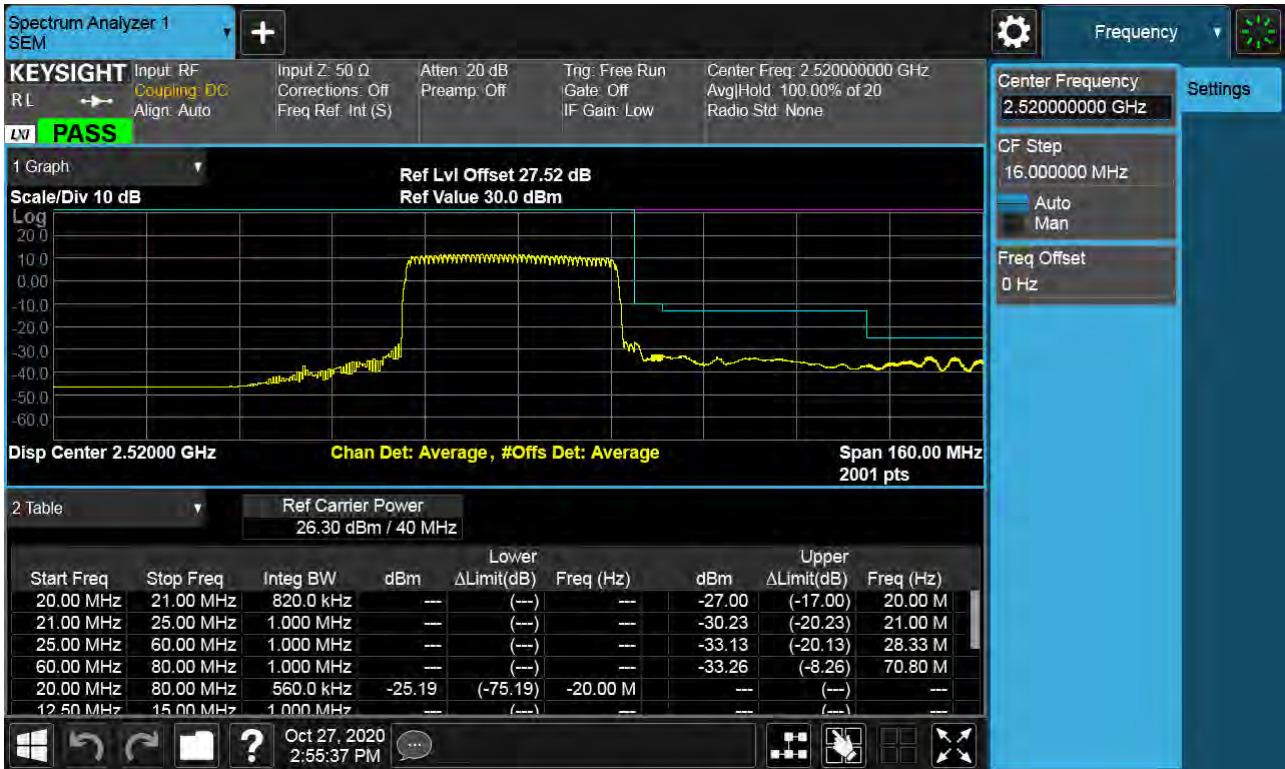 Spectrum Analyzer 1
SEM
+
Frequency
KEYSIGHT
RL
LXI
PASS
Input: RF
Coupling: DC
Align: Auto
Input Z: 50 Ω
Corrections: Off
Freq Ref: Int (S)
Atten: 20 dB
Preamp: Off
Trig: Free Run
Gate: Off
IF Gain: Low
Center Freq: 2.520000000 GHz
Avg|Hold: 100.00% of 20
Radio Std: None
Center Frequency
2.520000000 GHz
Settings
CF Step
16.000000 MHz
Auto
Man
Freq Offset
0 Hz
1 Graph
Ref Lvl Offset 27.52 dB
Scale/Div 10 dB
Ref Value 30.0 dBm
Log
20.0
10.0
0.00
-10.0
-20.0
-30.0
-40.0
-50.0
-60.0
Disp Center 2.52000 GHz
Chan Det: Average, #Offs Det: Average
Span 160.00 MHz
2001 pts
2 Table
Ref Carrier Power
26.30 dBm / 40 MHz
Lower Upper
Start Freq Stop Freq Integ BW dBm ΔLimit(dB) Freq (Hz) dBm ΔLimit(dB) Freq (Hz)
20.00 MHz 21.00 MHz 820.0 kHz --- (---) --- -27.00 (-17.00) 20.00 M
21.00 MHz 25.00 MHz 1.000 MHz --- (---) --- -30.23 (-20.23) 21.00 M
25.00 MHz 60.00 MHz 1.000 MHz --- (---) --- -33.13 (-20.13) 28.33 M
60.00 MHz 80.00 MHz 1.000 MHz --- (---) --- -33.26 (-8.26) 70.80 M
20.00 MHz 80.00 MHz 560.0 kHz -25.19 (-75.19) -20.00 M --- (---) ---
12.50 MHz 15.00 MHz 1.000 MHz --- (---) --- --- (---) ---
?
Oct 27, 2020
2:55:37 PM